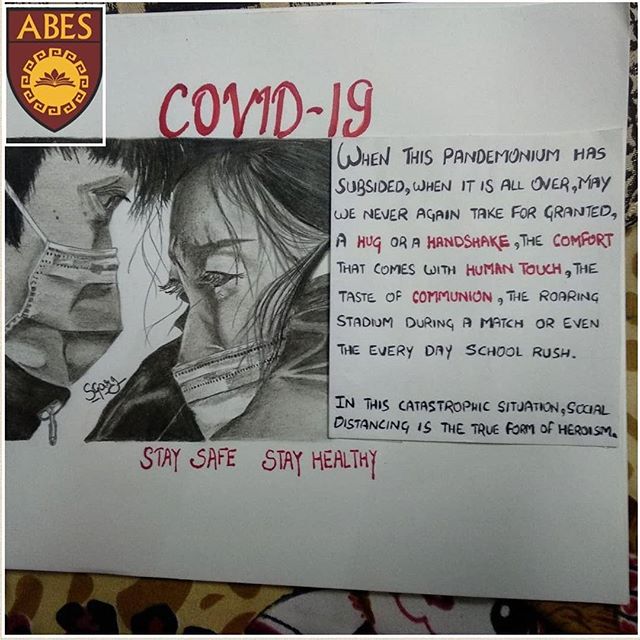 ABES
COVID-19
WHEN THIS PANDEMONIUM HAS
SUBSIDED, WHEN IT IS ALL OVER, MAY
WE NEVER AGAIN TAKE FOR GRANTED,
A HUG OR A HANDSHAKE, THE COMFORT
THAT COMES WITH HUMAN TOUCH, THE
TASTE OF COMMUNION, THE ROARING
STADIUM DURING A MATCH OR EVEN
THE EVERY DAY SCHOOL RUSH.
IN THIS CATASTROPHIC SITUATION, SOCIAL
DISTANCING IS THE TRUE FORM OF HEROISM.
STAY SAFE STAY HEALTHY